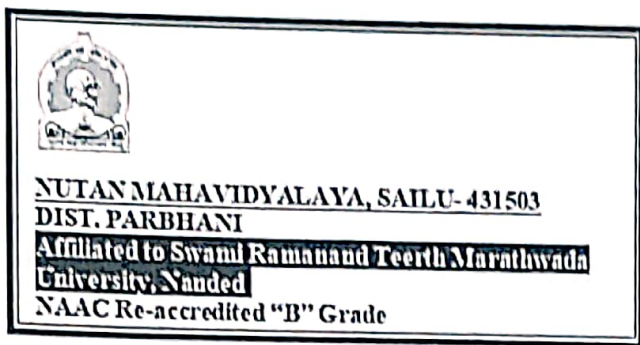 NUTAN MAHAVIDYALAYA, SAILU- 431503
DIST. PARBHANI
Affiliated to Swami Ramanand Teerth Marathwada
University, Nanded
NAAC Re-accredited “B” Grade